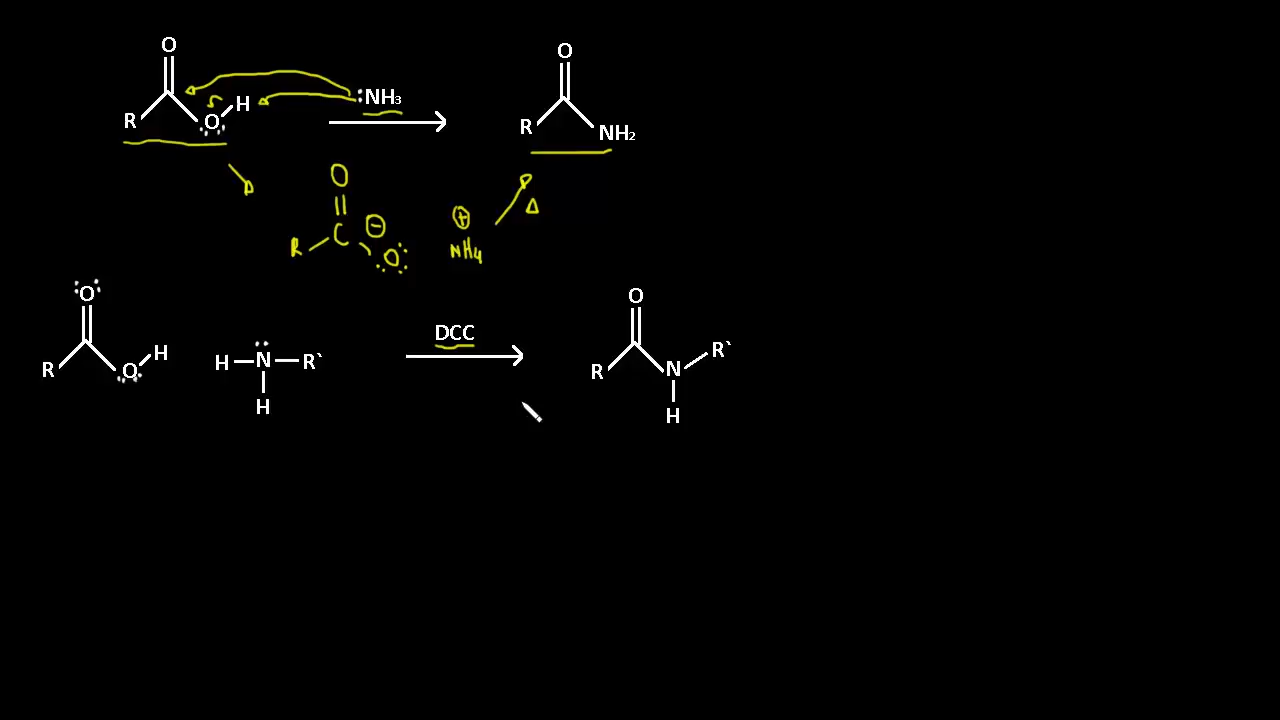 O O
R O H :NH₃ R NH₂
O
R C ⊖ O ⊕ NH₄ Δ
O DCC O
R O H H N R` R N R`
H H